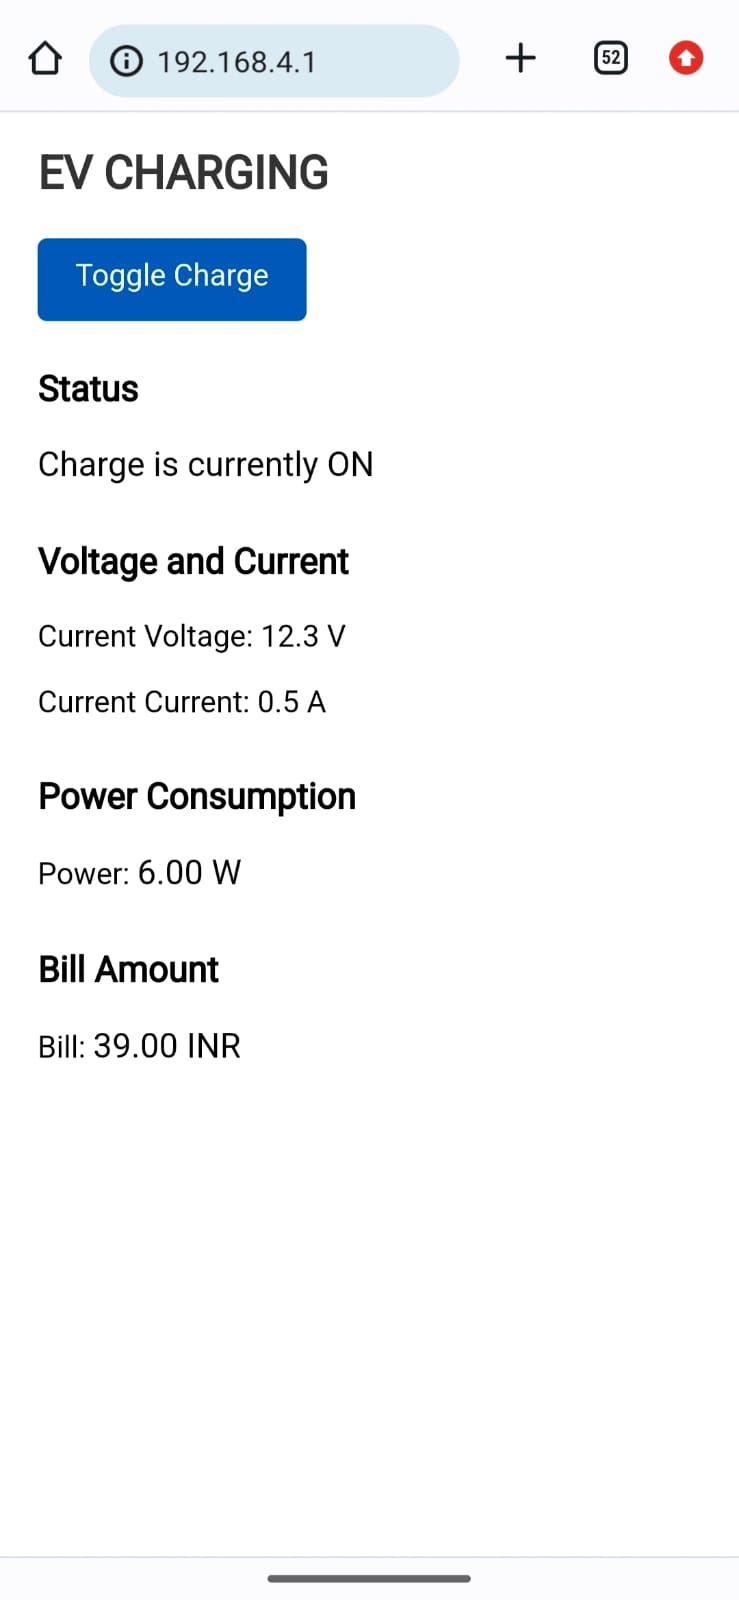 192.168.4.1
52
EV CHARGING
Toggle Charge
Status
Charge is currently ON
Voltage and Current
Current Voltage: 12.3 V
Current Current: 0.5 A
Power Consumption
Power: 6.00 W
Bill Amount
Bill: 39.00 INR